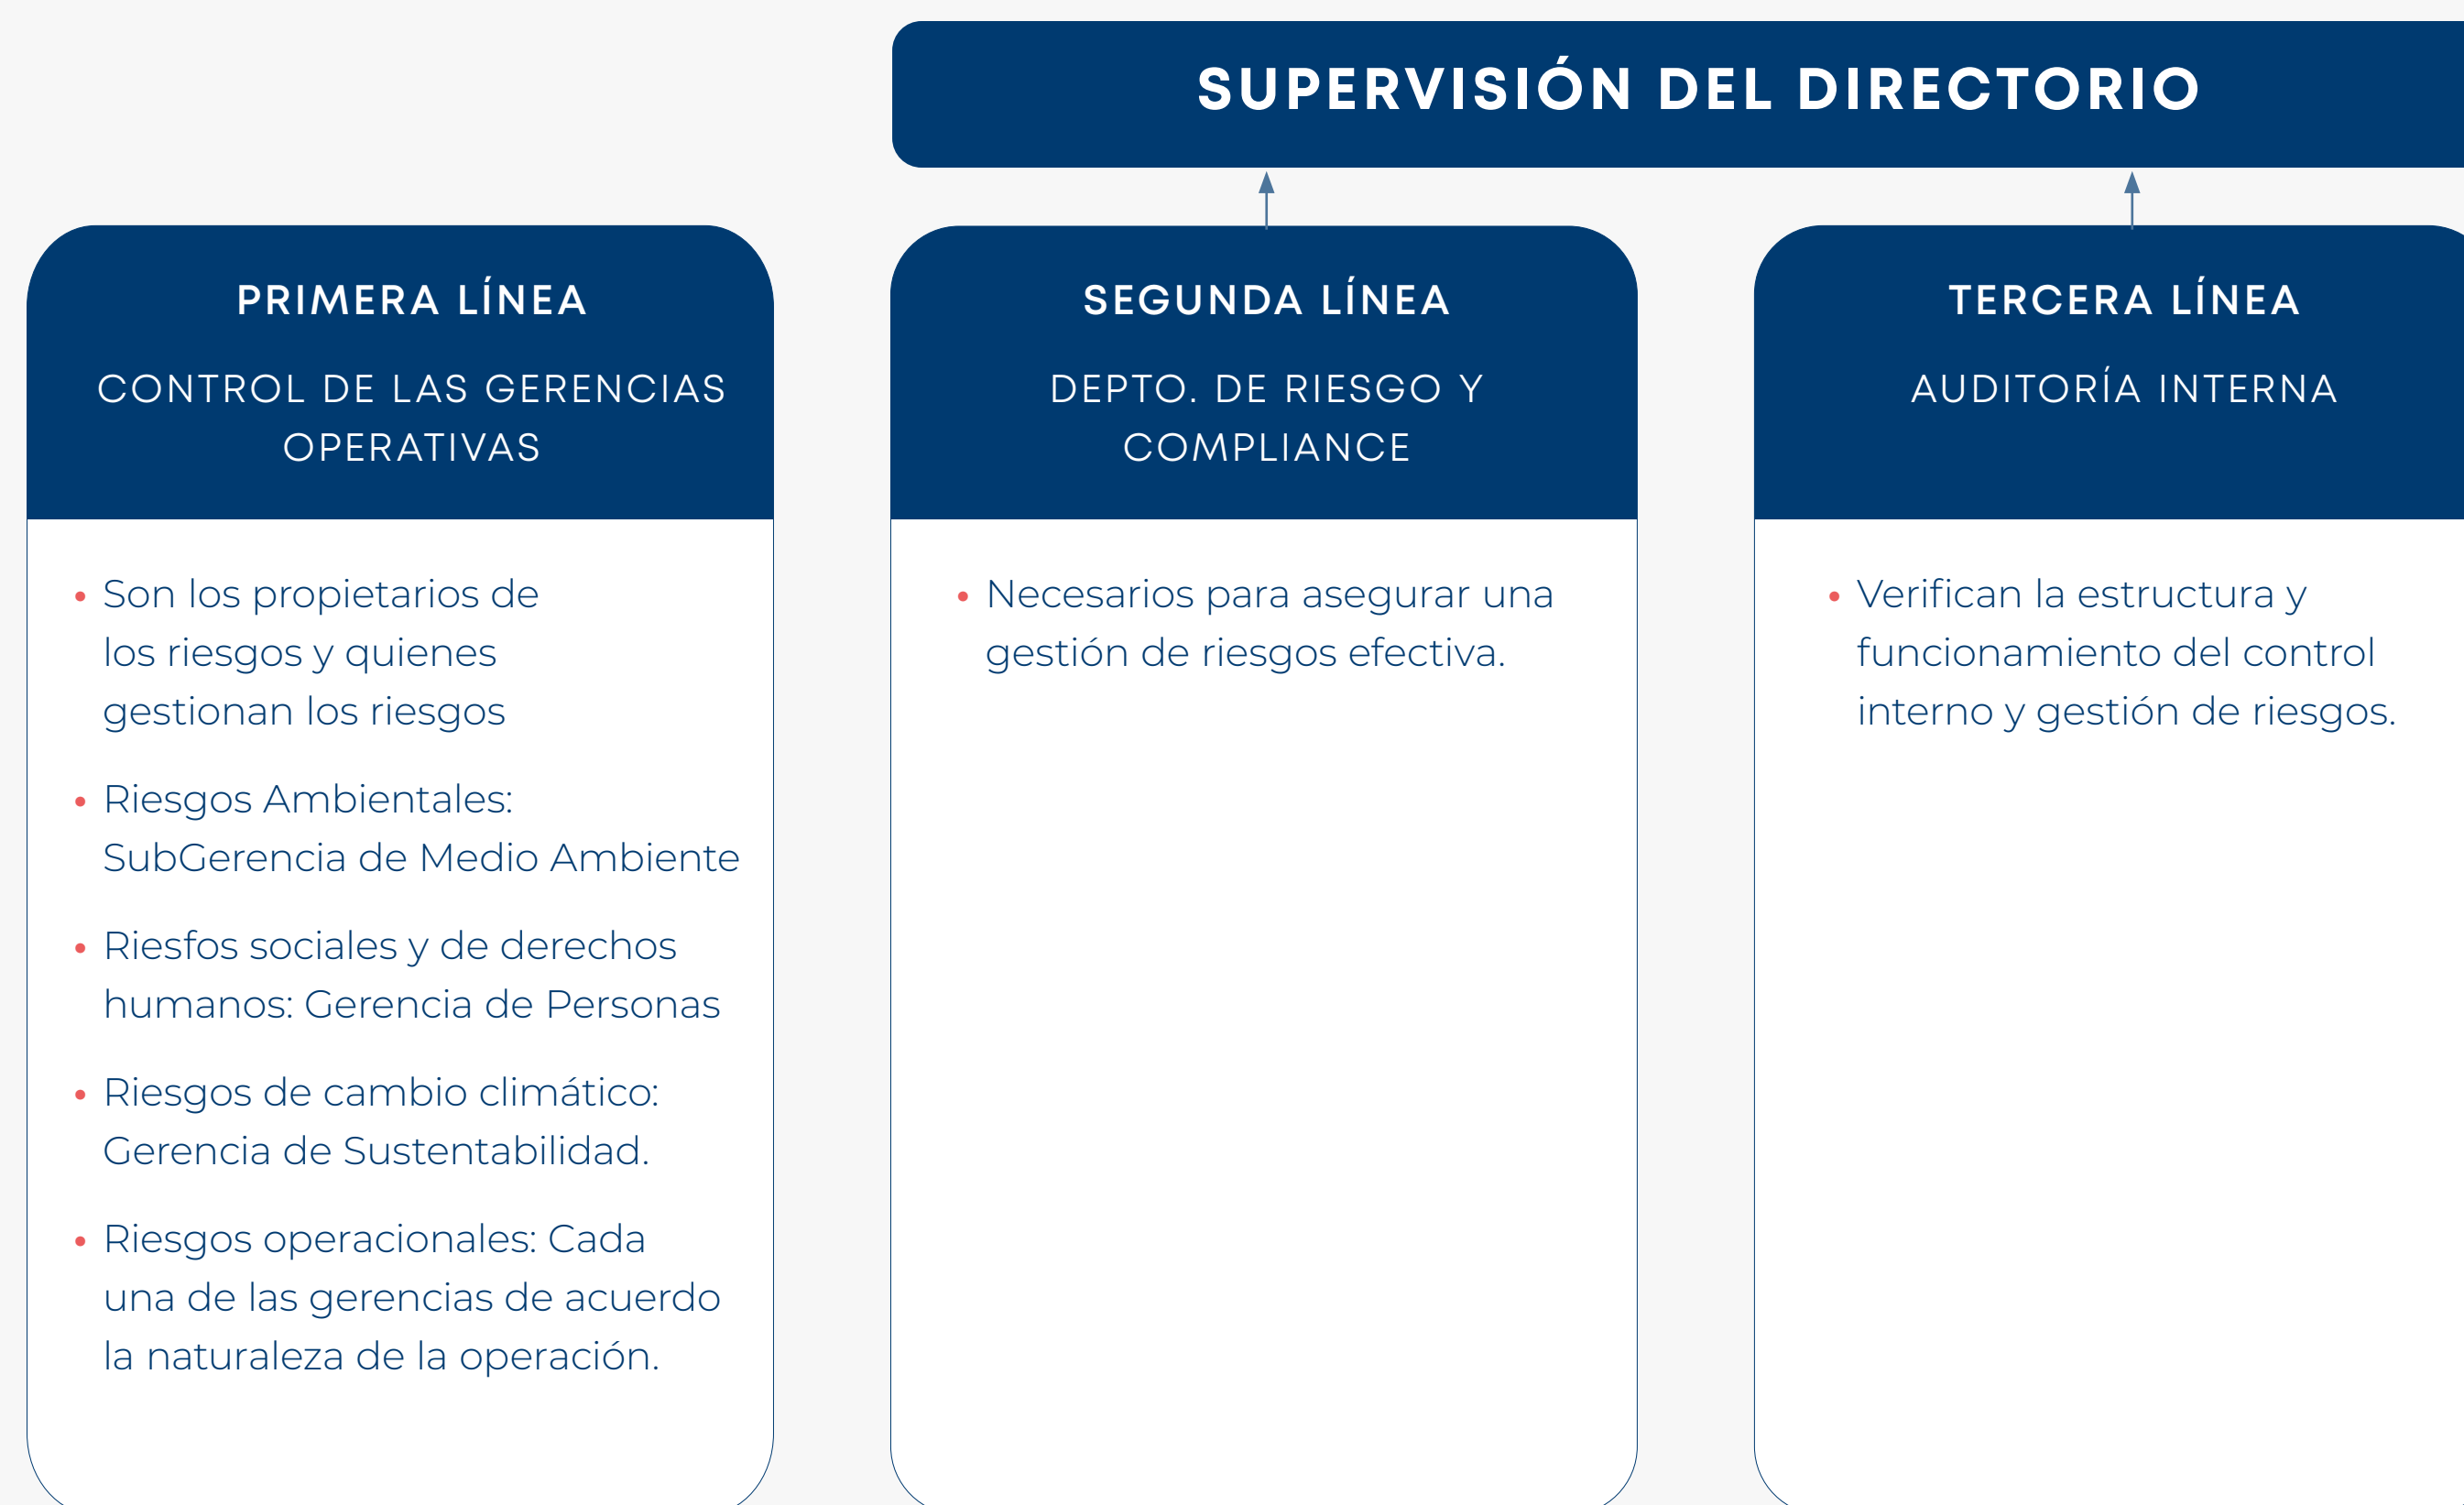 SUPERVISIÓN DEL DIRECTORIO
PRIMERA LÍNEA
CONTROL DE LAS GERENCIAS
OPERATIVAS
• Son los propietarios de
los riesgos y quienes
gestionan los riesgos
• Riesgos Ambientales:
SubGerencia de Medio Ambiente
• Riesfos sociales y de derechos
humanos: Gerencia de Personas
• Riesgos de cambio climático:
Gerencia de Sustentabilidad.
• Riesgos operacionales: Cada
una de las gerencias de acuerdo
la naturaleza de la operación.
SEGUNDA LÍNEA
DEPTO. DE RIESGO Y
COMPLIANCE
• Necesarios para asegurar una
gestión de riesgos efectiva.
TERCERA LÍNEA
AUDITORÍA INTERNA
• Verifican la estructura y
funcionamiento del control
interno y gestión de riesgos.